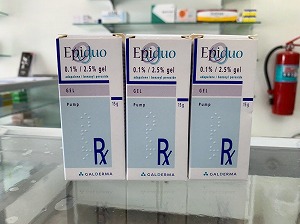 Epiduo
0.1% / 2.5% gel
adapalene / benzoyl peroxide
GEL
Pump
15g
Rx
GALDERMA
Epiduo
0.1% / 2.5% gel
adapalene / benzoyl peroxide
GEL
Pump
15g
Rx
GALDERMA
Epiduo
0.1% / 2.5% gel
adapalene / benzoyl peroxide
GEL
Pump
15g
Rx
GALDERMA